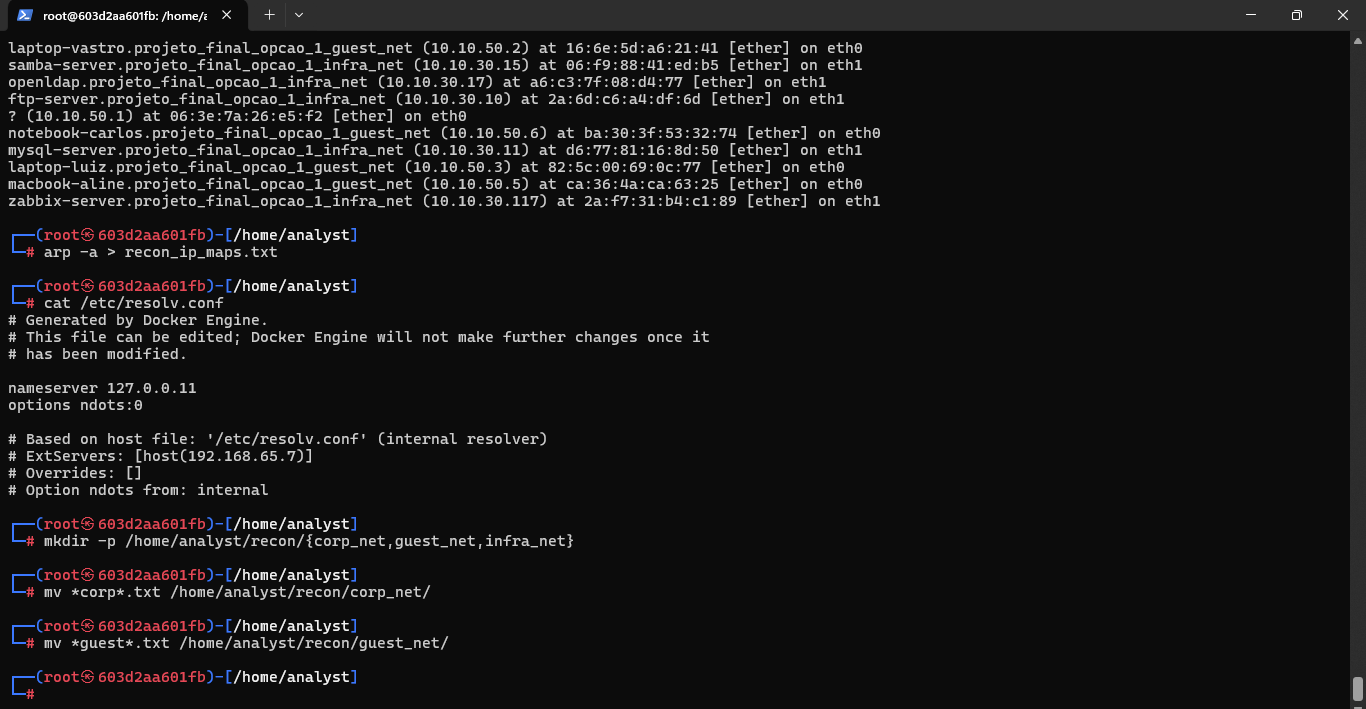 root@603d2aa601fb: /home/a
laptop-vastro.projeto_final_opcao_1_guest_net (10.10.50.2) at 16:6e:5d:a6:21:41 [ether] on eth0
samba-server.projeto_final_opcao_1_infra_net (10.10.30.15) at 06:f9:88:41:ed:b5 [ether] on eth1
openldap.projeto_final_opcao_1_infra_net (10.10.30.17) at a6:c3:7f:08:d4:77 [ether] on eth1
ftp-server.projeto_final_opcao_1_infra_net (10.10.30.10) at 2a:6d:c6:a4:df:6d [ether] on eth1
? (10.10.50.1) at 06:3e:7a:26:e5:f2 [ether] on eth0
notebook-carlos.projeto_final_opcao_1_guest_net (10.10.50.6) at ba:30:3f:53:32:74 [ether] on eth0
mysql-server.projeto_final_opcao_1_infra_net (10.10.30.11) at d6:77:81:16:8d:50 [ether] on eth1
laptop-luiz.projeto_final_opcao_1_guest_net (10.10.50.3) at 82:5c:00:69:0c:77 [ether] on eth0
macbook-aline.projeto_final_opcao_1_guest_net (10.10.50.5) at ca:36:4a:ca:63:25 [ether] on eth0
zabbix-server.projeto_final_opcao_1_infra_net (10.10.30.117) at 2a:f7:31:b4:c1:89 [ether] on eth1
┌──(root㉿603d2aa601fb)-[/home/analyst]
└─# arp -a > recon_ip_maps.txt
┌──(root㉿603d2aa601fb)-[/home/analyst]
└─# cat /etc/resolv.conf
# Generated by Docker Engine.
# This file can be edited; Docker Engine will not make further changes once it
# has been modified.
nameserver 127.0.0.11
options ndots:0
# Based on host file: '/etc/resolv.conf' (internal resolver)
# ExtServers: [host(192.168.65.7)]
# Overrides: []
# Option ndots from: internal
┌──(root㉿603d2aa601fb)-[/home/analyst]
└─# mkdir -p /home/analyst/recon/{corp_net,guest_net,infra_net}
┌──(root㉿603d2aa601fb)-[/home/analyst]
└─# mv *corp*.txt /home/analyst/recon/corp_net/
┌──(root㉿603d2aa601fb)-[/home/analyst]
└─# mv *guest*.txt /home/analyst/recon/guest_net/
┌──(root㉿603d2aa601fb)-[/home/analyst]
└─#